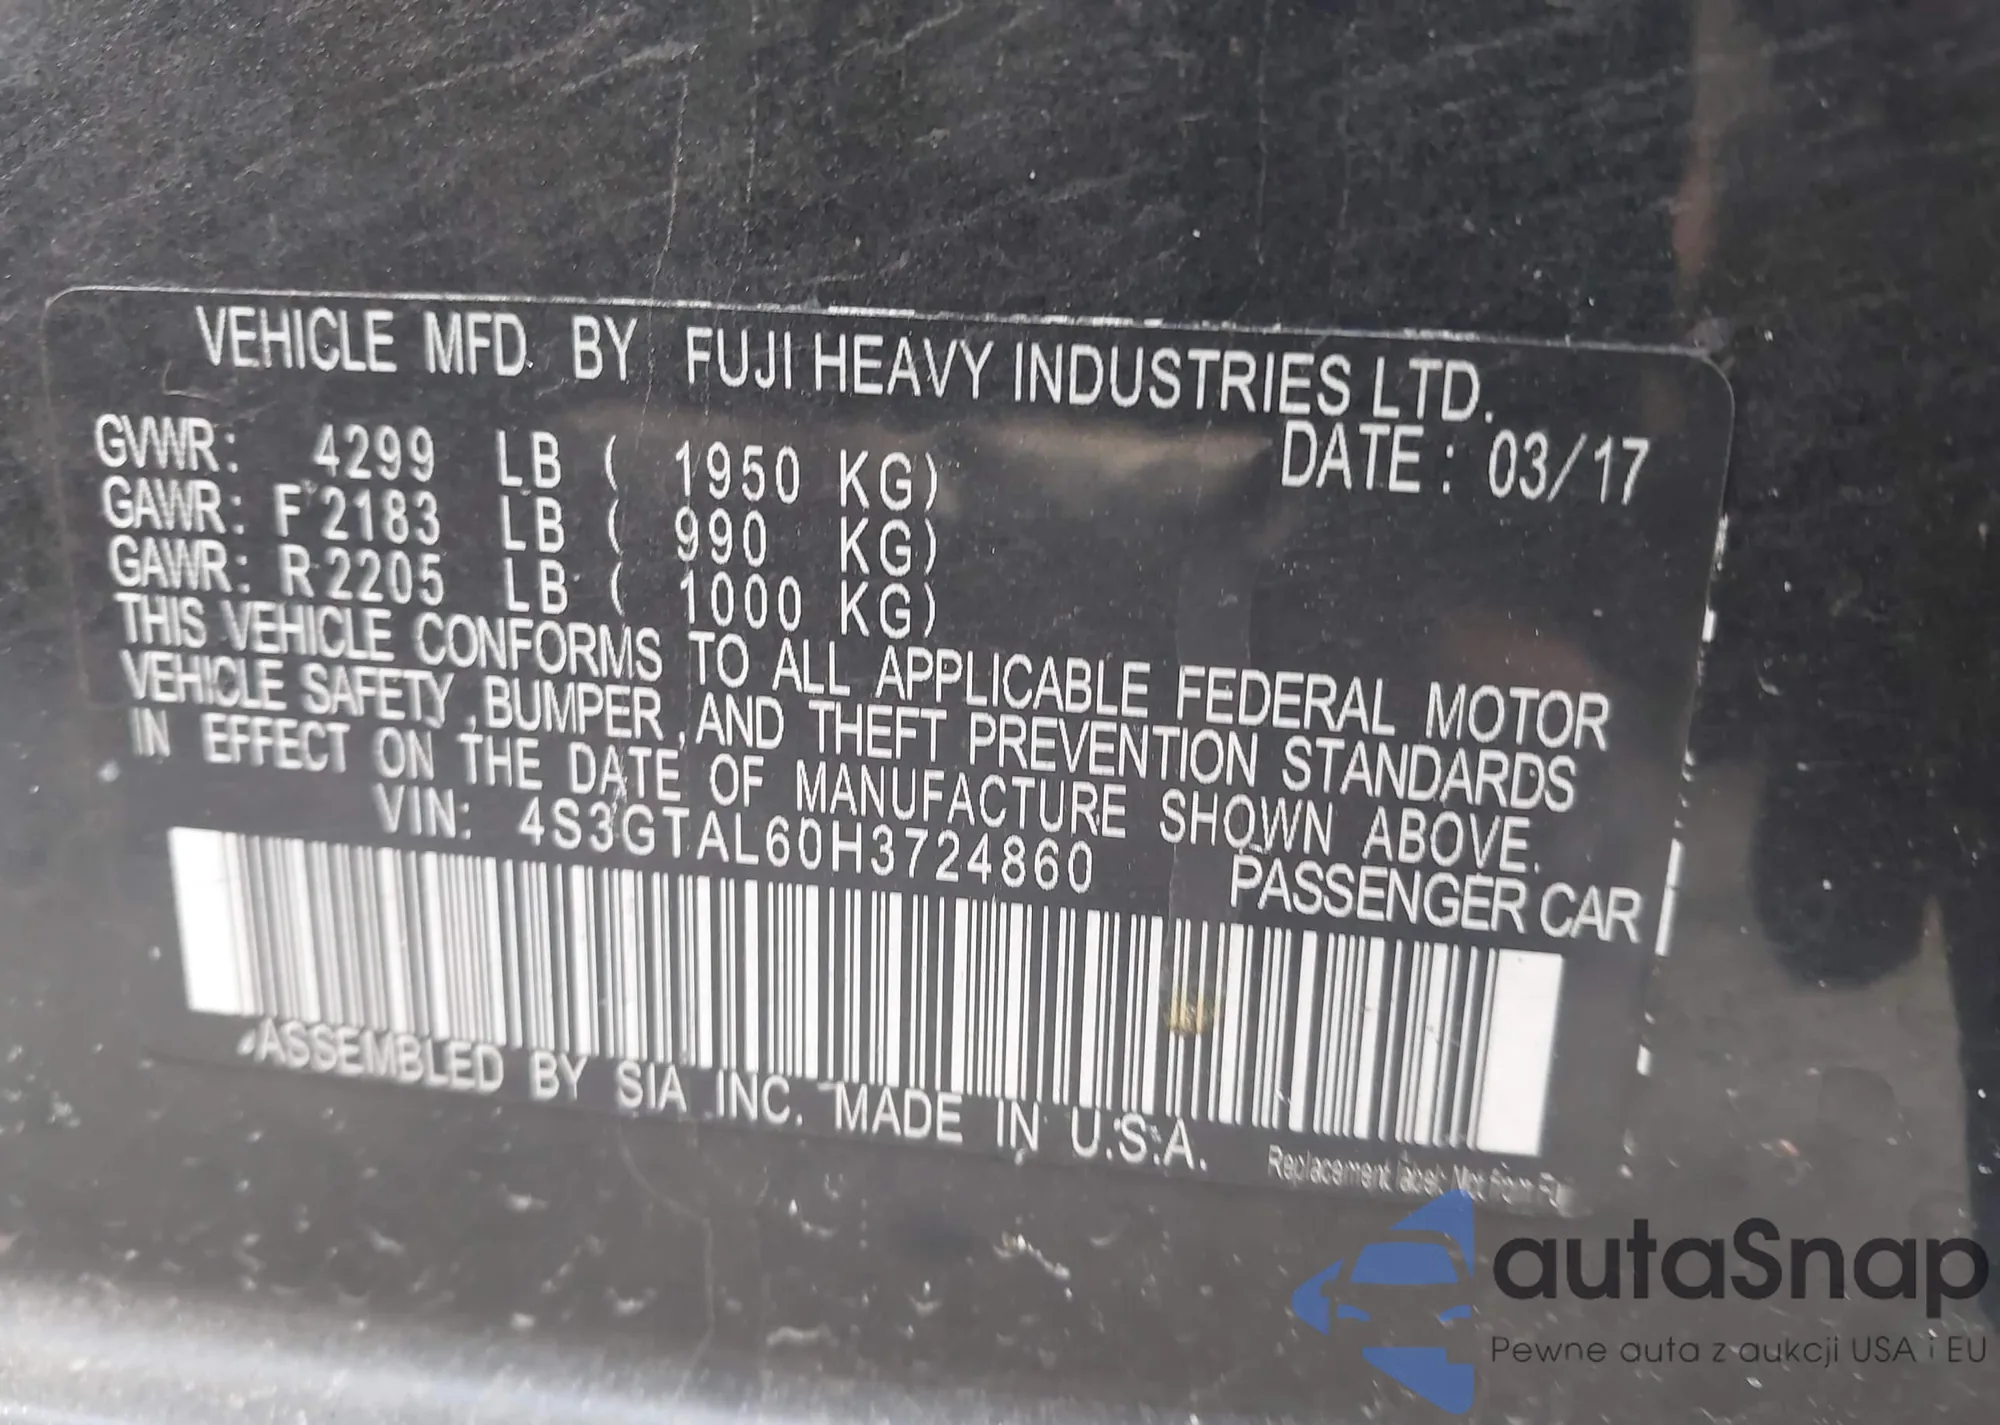 VEHICLE MFD. BY FUJI HEAVY INDUSTRIES LTD.
GVWR: 4299 LB ( 1950 KG) DATE: 03/17
GAWR: F 2183 LB ( 990 KG)
GAWR: R 2205 LB ( 1000 KG)
THIS VEHICLE CONFORMS TO ALL APPLICABLE FEDERAL MOTOR
VEHICLE SAFETY, BUMPER, AND THEFT PREVENTION STANDARDS
IN EFFECT ON THE DATE OF MANUFACTURE SHOWN ABOVE.
VIN: 4S3GTAL60H3724860 PASSENGER CAR
ASSEMBLED BY SIA INC. MADE IN U.S.A.
Replacement label: Not from
autaSnap
Pewne auta z aukcji USA i EU